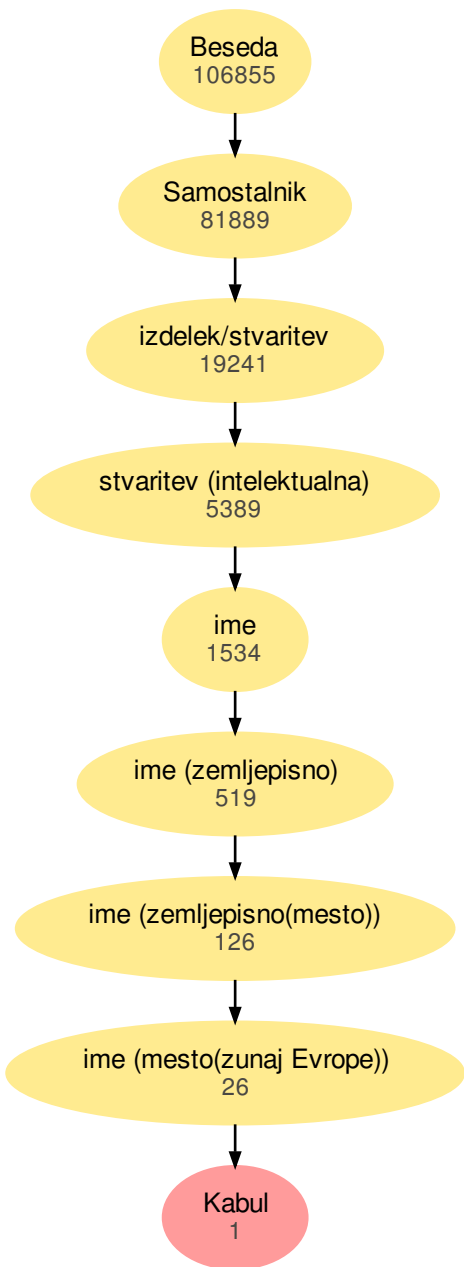 Beseda
106855
Samostalnik
81889
izdelek/stvaritev
19241
stvaritev (intelektualna)
5389
ime
1534
ime (zemljepisno)
519
ime (zemljepisno(mesto))
126
ime (mesto(zunaj Evrope))
26
Kabul
1